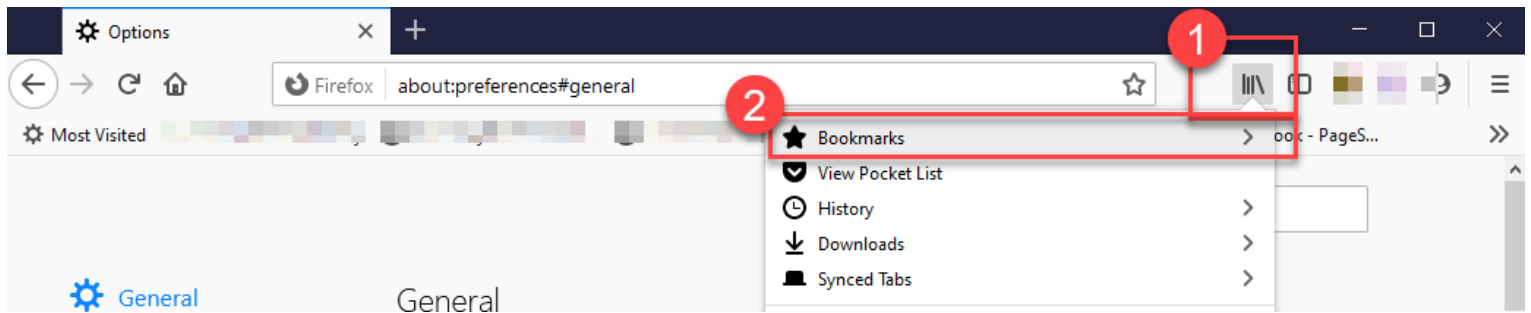 Options
1
Firefox about:preferences#general
2
Most Visited
Bookmarks
ook - PageS...
View Pocket List
History
Downloads
Synced Tabs
General
General